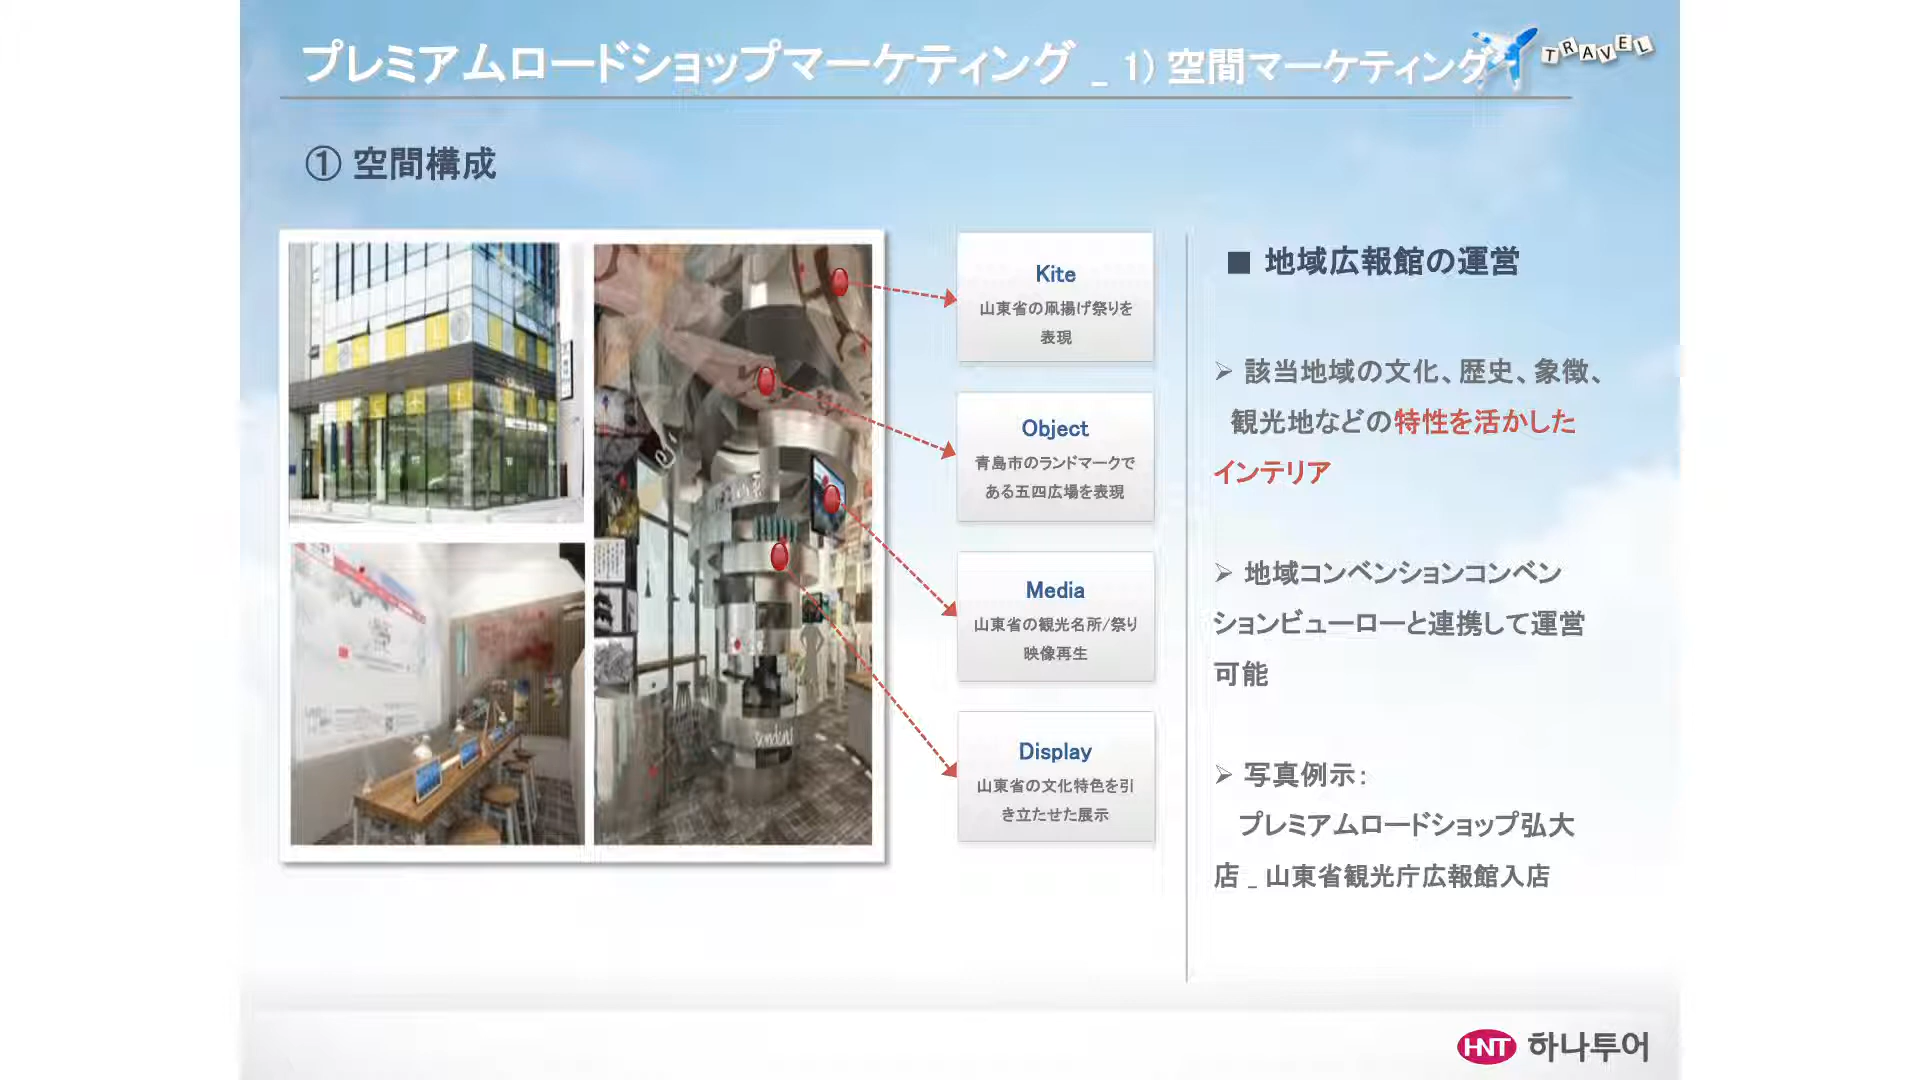 プレミアムロードショップマーケティング _ 1) 空間マーケティング
TRAVEL
① 空間構成
Kite
山東省の凧揚げ祭りを
表現
Object
青島市のランドマークで
ある五四広場を表現
Media
山東省の観光名所/祭り
映像再生
Display
山東省の文化特色を引
き立たせた展示
■ 地域広報館の運営
➢ 該当地域の文化、歴史、象徴、
観光地などの特性を活かした
インテリア
➢ 地域コンベンションコンベン
ションビューローと連携して運営
可能
➢ 写真例示：
プレミアムロードショップ弘大
店 _ 山東省観光庁広報館入店
HNT 하나투어